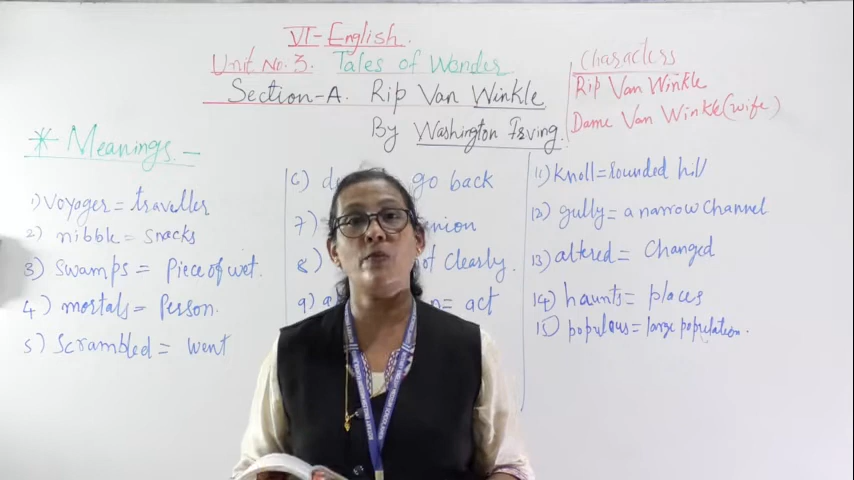 VI-English.
Unit No. 3. Tales of Wonder
Section-A. Rip Van Winkle
By Washington Irving.
Characters
Rip Van Winkle
Dame Van Winkle (wife)
* Meanings. -
1) Voyager = traveller
2) nibble = snacks
3) swamps = Piece of wet.
4) mortals = Person.
5) Scrambled = went
6) go back
7)
8) clearly.
9) = act
11) Knoll = rounded hill
12) gully = a narrow channel
13) altered = Changed
14) haunts = places
15) populous = large population.